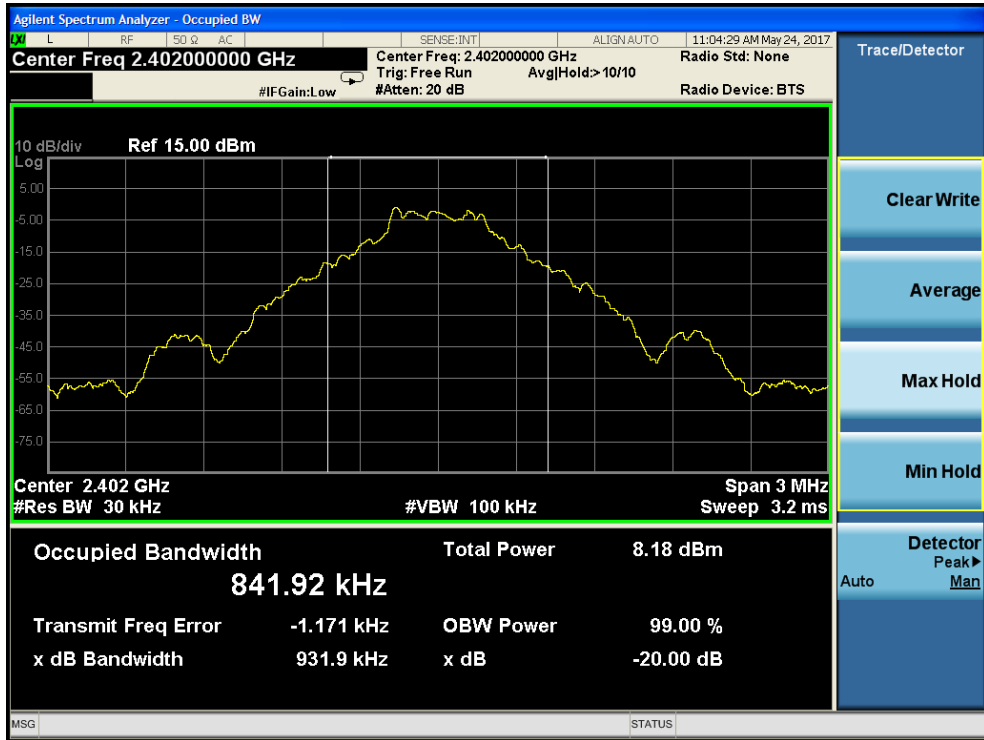 Agilent Spectrum Analyzer - Occupied BW
LXI L RF 50 Ω AC SENSE:INT ALIGN AUTO 11:04:29 AM May 24, 2017
Center Freq 2.402000000 GHz
Center Freq: 2.402000000 GHz
Radio Std: None
Trig: Free Run Avg|Hold:>10/10
#IFGain:Low
#Atten: 20 dB
Radio Device: BTS
10 dB/div Ref 15.00 dBm
Log
5.00
-5.00
-15.0
-25.0
-35.0
-45.0
-55.0
-65.0
-75.0
Center 2.402 GHz
Span 3 MHz
#Res BW 30 kHz
#VBW 100 kHz
Sweep 3.2 ms
Occupied Bandwidth
841.92 kHz
Total Power 8.18 dBm
Transmit Freq Error -1.171 kHz
OBW Power 99.00 %
x dB Bandwidth 931.9 kHz
x dB -20.00 dB
Trace/Detector
Clear Write
Average
Max Hold
Min Hold
Detector
Peak▶
Auto Man
MSG
STATUS